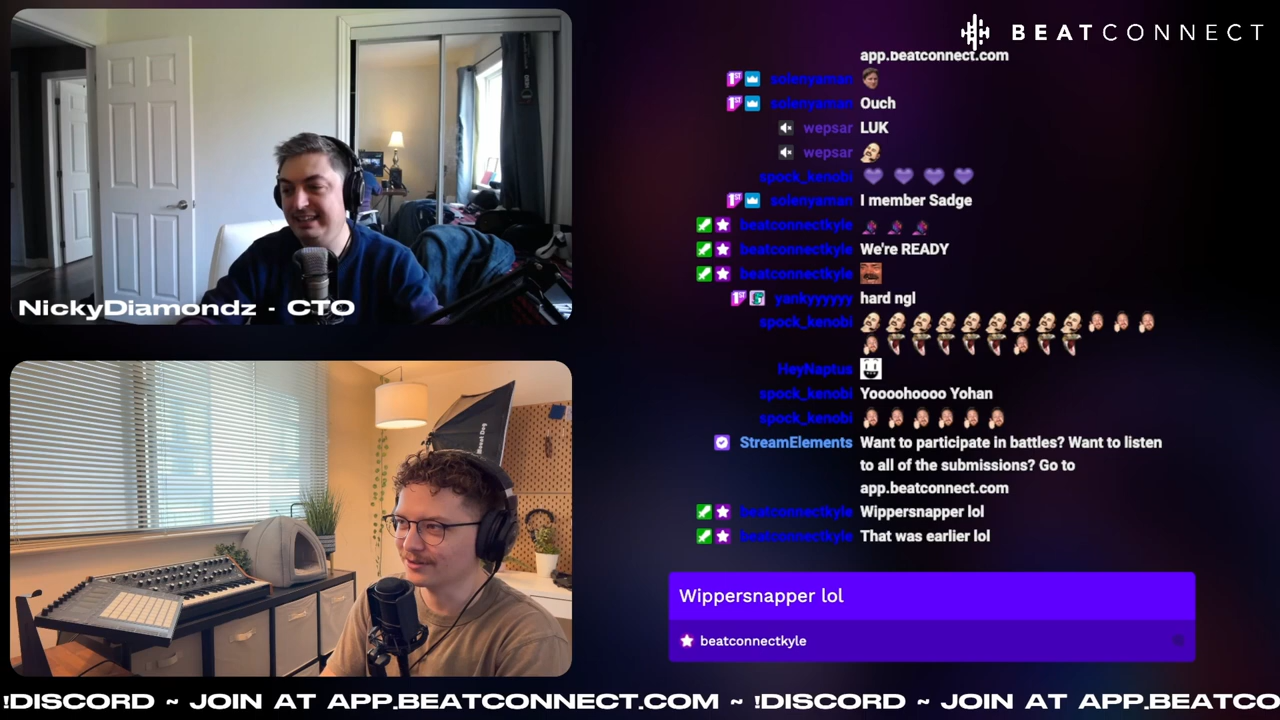 BEATCONNECT
app.beatconnect.com
solenyaman
solenyaman Ouch
wepsar LUK
wepsar
spock_kenobi
solenyaman I member Sadge
beatconnectkyle
beatconnectkyle We're READY
beatconnectkyle
yankyyyyyy hard ngl
spock_kenobi
HeyNaptus
spock_kenobi Yoooohoooo Yohan
spock_kenobi
StreamElements Want to participate in battles? Want to listen
to all of the submissions? Go to
app.beatconnect.com
beatconnectkyle Wippersnapper lol
beatconnectkyle That was earlier lol
Wippersnapper lol
beatconnectkyle
NickyDiamondz - CTO
!DISCORD ~ JOIN AT APP.BEATCONNECT.COM ~ !DISCORD ~ JOIN AT APP.BEATCO